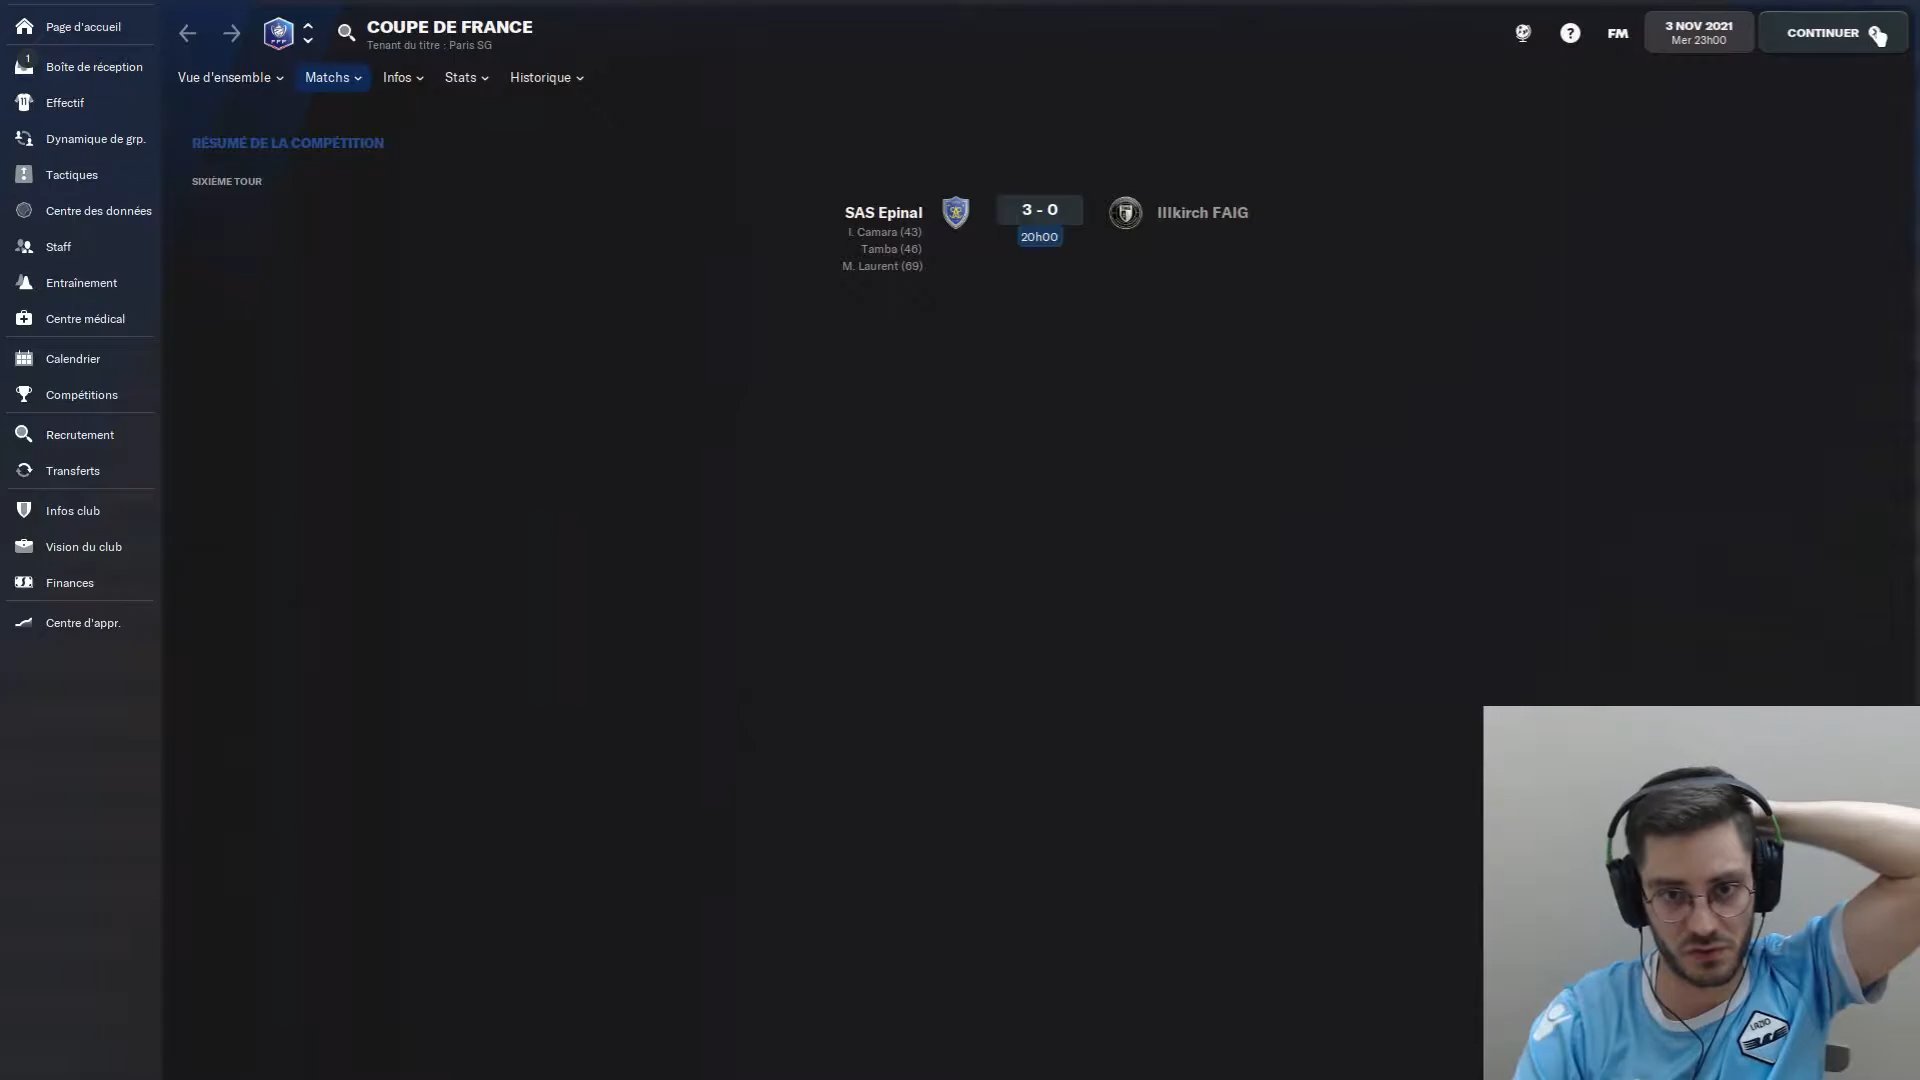 Page d'accueil
1
Boîte de réception
Effectif
Dynamique de grp.
Tactiques
Centre des données
Staff
Entraînement
Centre médical
Calendrier
Compétitions
Recrutement
Transferts
Infos club
Vision du club
Finances
Centre d'appr.
COUPE DE FRANCE
Tenant du titre : Paris SG
FM
3 NOV 2021
Mer 23h00
CONTINUER
Vue d'ensemble
Matchs
Infos
Stats
Historique
RÉSUMÉ DE LA COMPÉTITION
SIXIÈME TOUR
SAS Epinal
3 - 0
Illkirch FAIG
I. Camara (43)
20h00
Tamba (46)
M. Laurent (69)
LAZIO